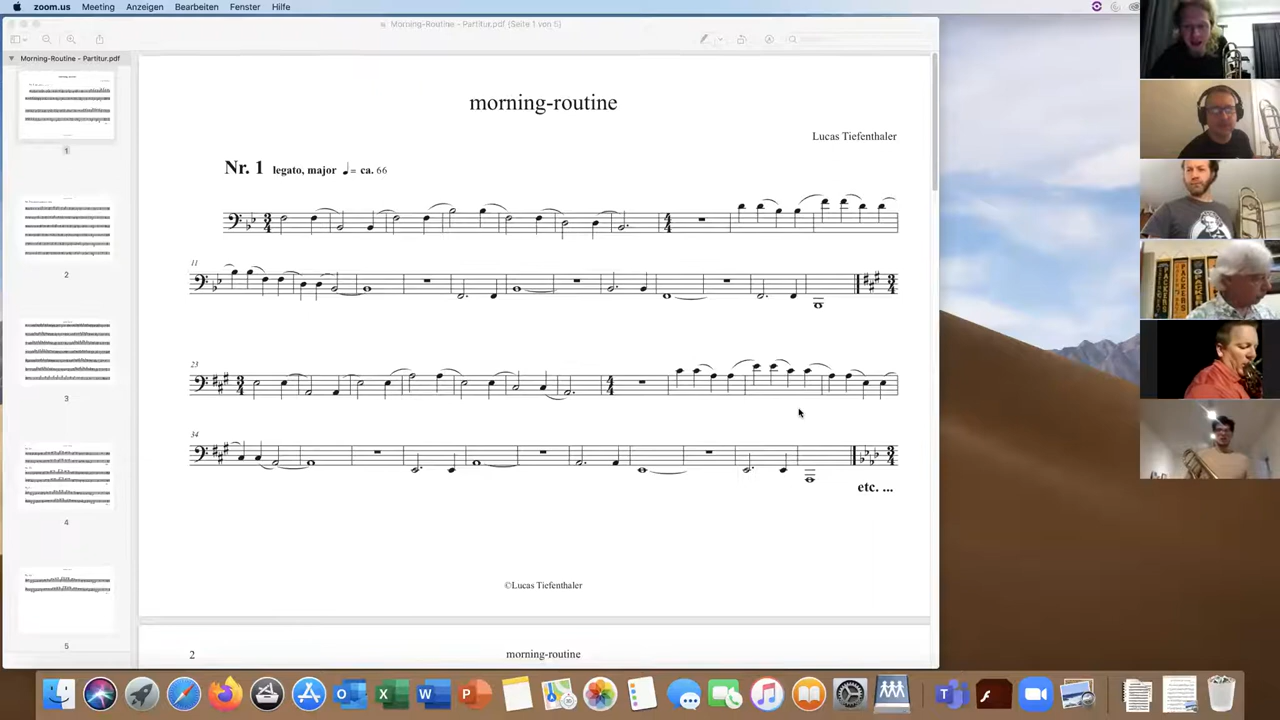 zoom.us Meeting Anzeigen Bearbeiten Fenster Hilfe
Morning-Routine - Partitur.pdf (Seite 1 von 5)
Morning-Routine - Partitur.pdf
1
2
3
4
5
morning-routine
Lucas Tiefenthaler
Nr. 1 legato, major ♩= ca. 66
11
23
34
etc. ...
©Lucas Tiefenthaler
2
morning-routine
PACKERS
PACKERS